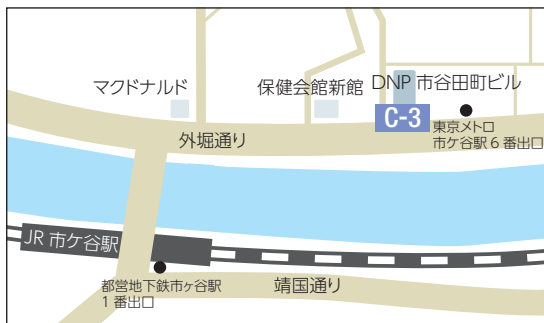 マクドナルド
保健会館新館
DNP 市谷田町ビル
C-3
東京メトロ
市ケ谷駅 6 番出口
外堀通り
JR 市ケ谷駅
都営地下鉄市ヶ谷駅
1 番出口
靖国通り